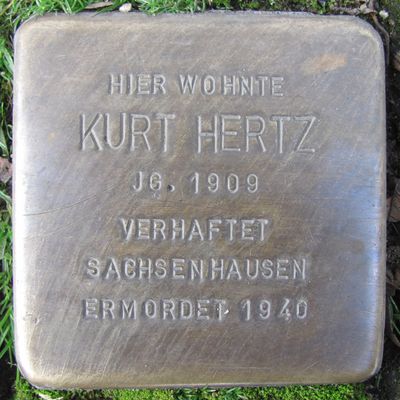 HIER WOHNTE
KURT HERTZ
JG. 1909
VERHAFTET
SACHSENHAUSEN
ERMORDET 1940